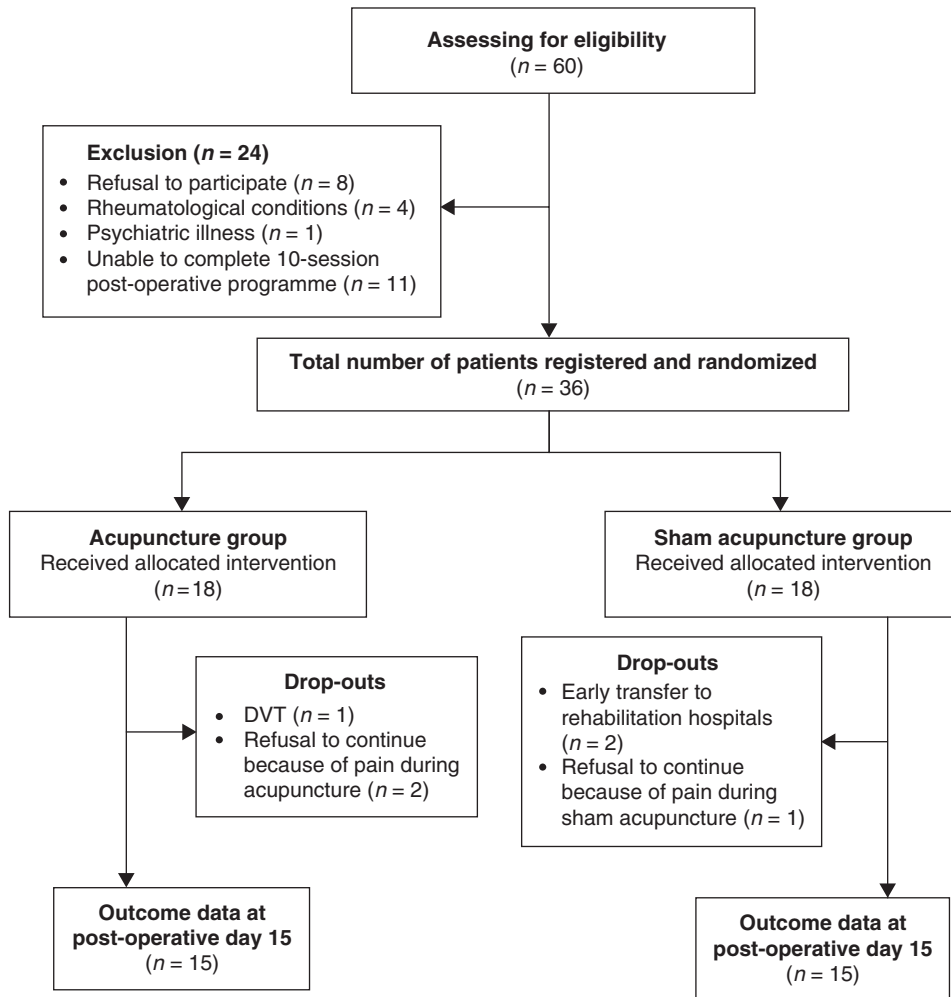 Assessing for eligibility
(n = 60)
Exclusion (n = 24)
• Refusal to participate (n = 8)
• Rheumatological conditions (n = 4)
• Psychiatric illness (n = 1)
• Unable to complete 10-session
post-operative programme (n = 11)
Total number of patients registered and randomized
(n = 36)
Acupuncture group
Received allocated intervention
(n = 18)
Sham acupuncture group
Received allocated intervention
(n = 18)
Drop-outs
• DVT (n = 1)
• Refusal to continue
because of pain during
acupuncture (n = 2)
Drop-outs
• Early transfer to
rehabilitation hospitals
(n = 2)
• Refusal to continue
because of pain during
sham acupuncture (n = 1)
Outcome data at
post-operative day 15
(n = 15)
Outcome data at
post-operative day 15
(n = 15)